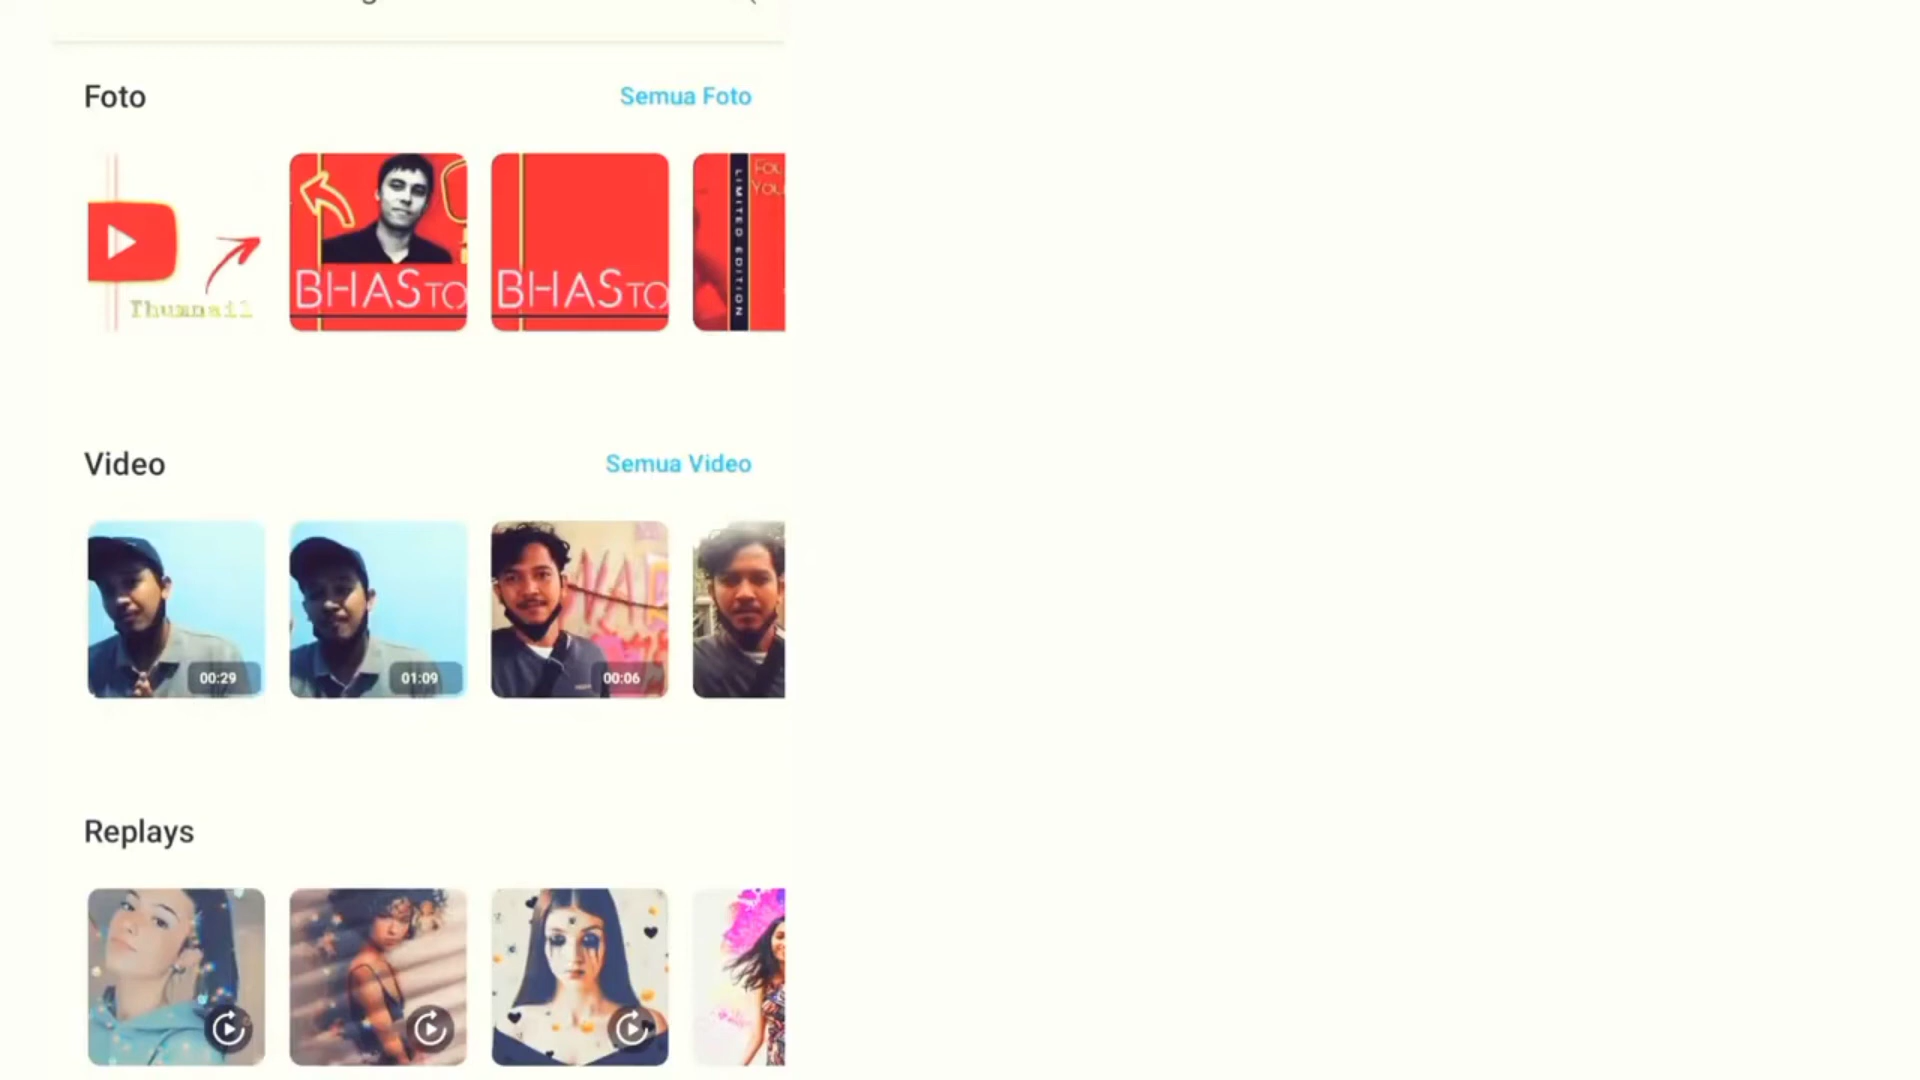 Foto
Semua Foto
Thumnail
BHASTO
BHASTO
LIMITED EDITION
Video
Semua Video
00:29
01:09
00:06
Replays